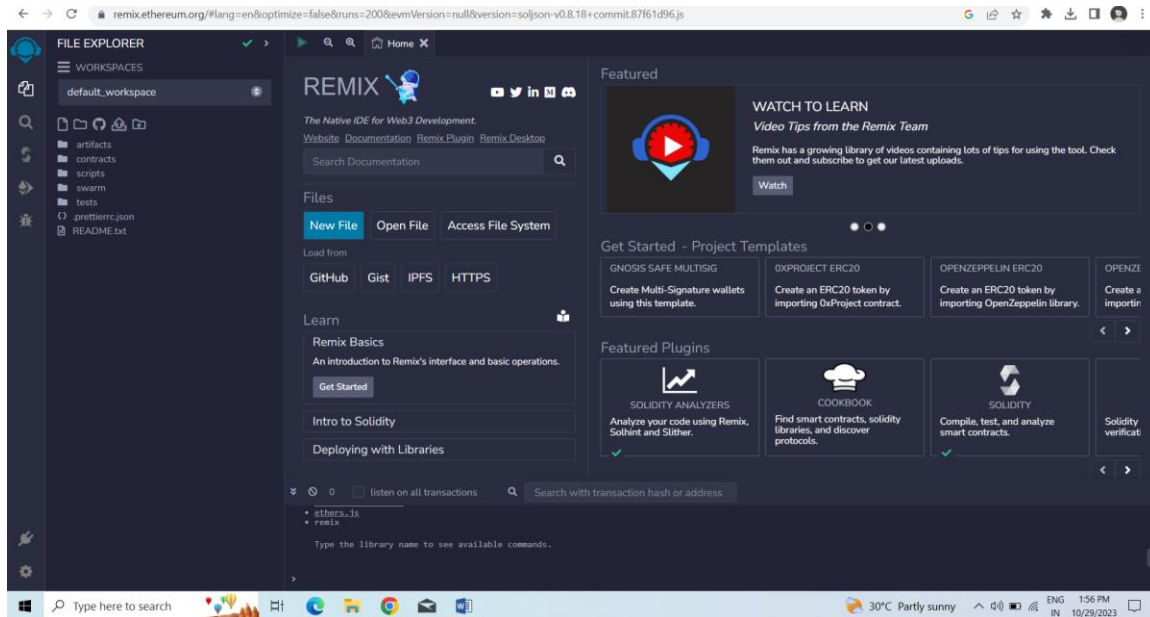 remix.ethereum.org/#lang=en&optimize=false&runs=200&evmVersion=null&version=soljson-v0.8.18+commit.87f61d96.js
FILE EXPLORER
WORKSPACES
default_workspace
artifacts
contracts
scripts
swarm
tests
.prettierrc.json
README.txt
Home
REMIX
The Native IDE for Web3 Development.
Website Documentation Remix Plugin Remix Desktop
Search Documentation
Files
New File Open File Access File System
Load from
GitHub Gist IPFS HTTPS
Learn
Remix Basics
An introduction to Remix's interface and basic operations.
Get Started
Intro to Solidity
Deploying with Libraries
Featured
WATCH TO LEARN
Video Tips from the Remix Team
Remix has a growing library of videos containing lots of tips for using the tool. Check
them out and subscribe to get our latest uploads.
Watch
Get Started - Project Templates
GNOSIS SAFE MULTISIG
Create Multi-Signature wallets
using this template.
0XPROJECT ERC20
Create an ERC20 token by
importing 0xProject contract.
OPENZEPPELIN ERC20
Create an ERC20 token by
importing OpenZeppelin library.
OPENZE
Create a
importin
Featured Plugins
SOLIDITY ANALYZERS
Analyze your code using Remix,
Solhint and Slither.
COOKBOOK
Find smart contracts, solidity
libraries, and discover
protocols.
SOLIDITY
Compile, test, and analyze
smart contracts.
Solidity
verificati
0 listen on all transactions Search with transaction hash or address
• ethers.js
• remix
Type the library name to see available commands.
>
Type here to search
30°C Partly sunny
ENG
IN
1:56 PM
10/29/2023